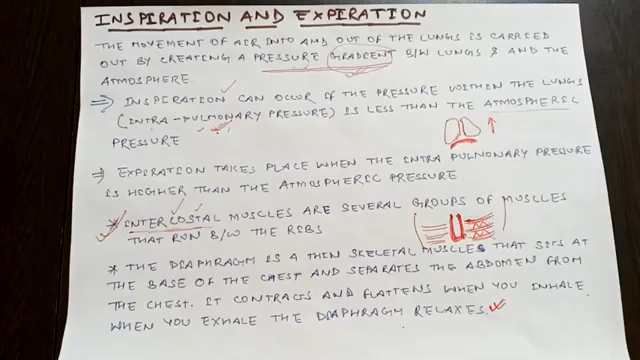 INSPIRATION AND EXPIRATION
THE MOVEMENT OF AIR INTO AND OUT OF THE LUNGS IS CARRIED
OUT BY CREATING A PRESSURE GRADIENT B/W LUNGS & AND THE
ATMOSPHERE.
⇒ INSPIRATION CAN OCCUR IF THE PRESSURE WITHIN THE LUNGS
(INTRA-PULMONARY PRESSURE) IS LESS THAN THE ATMOSPHERIC
PRESSURE
⇒ EXPIRATION TAKES PLACE WHEN THE INTRA PULMONARY PRESSURE
IS HIGHER THAN THE ATMOSPHERIC PRESSURE
* INTERCOSTAL MUSCLES ARE SEVERAL GROUPS OF MUSCLES
THAT RUN B/W THE RIBS
* THE DIAPHRAGM IS A THIN SKELETAL MUSCLES THAT SITS AT
THE BASE OF THE CHEST AND SEPARATES THE ABDOMEN FROM
THE CHEST. IT CONTRACTS AND FLATTENS WHEN YOU INHALE
WHEN YOU EXHALE THE DIAPHRAGM RELAXES.